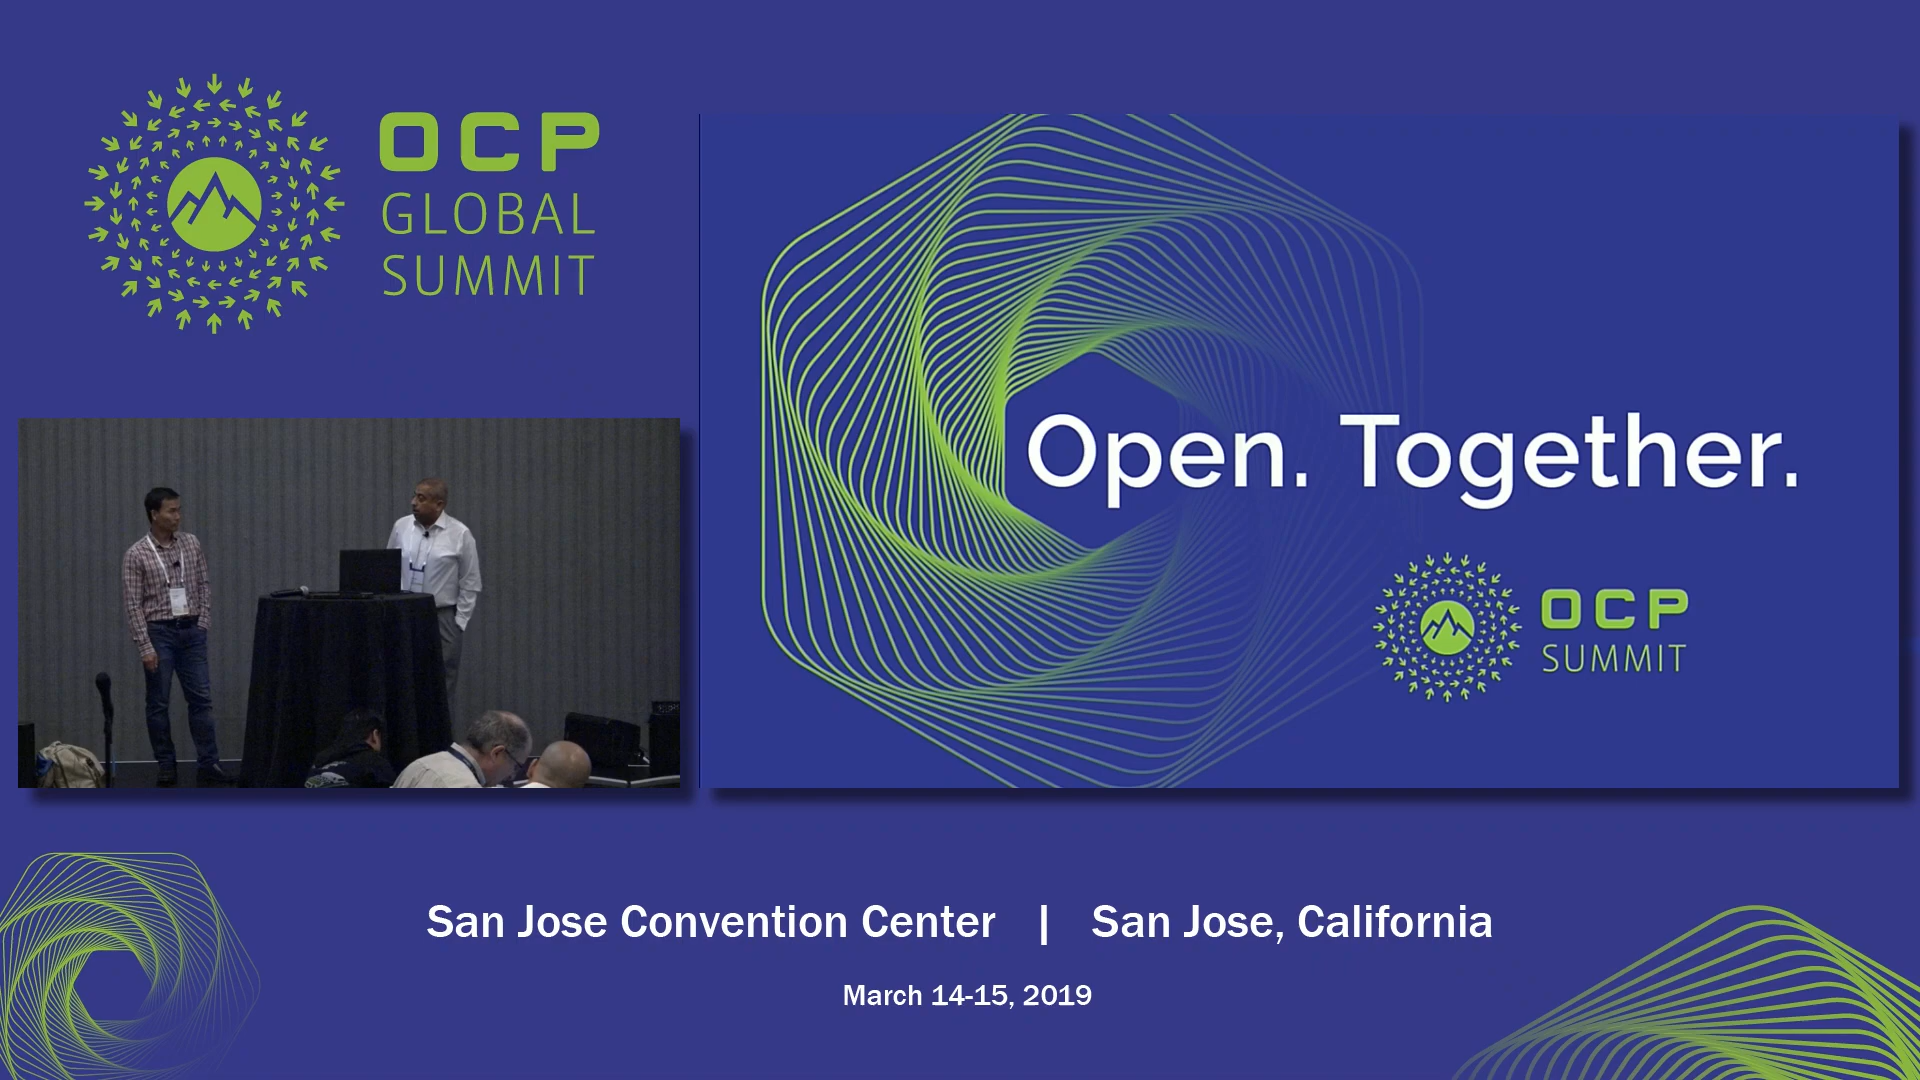 OCP
GLOBAL
SUMMIT
Open. Together.
OCP
SUMMIT
San Jose Convention Center | San Jose, California
March 14-15, 2019